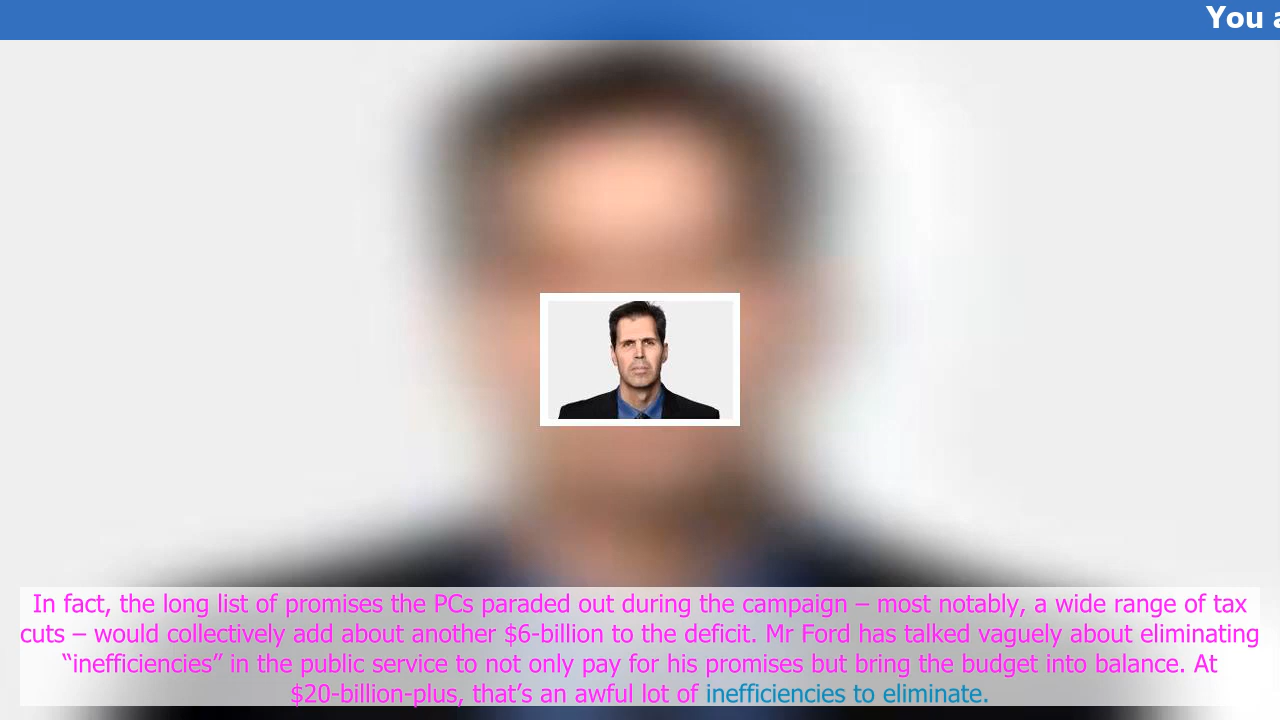 You a
In fact, the long list of promises the PCs paraded out during the campaign – most notably, a wide range of tax
cuts – would collectively add about another $6-billion to the deficit. Mr Ford has talked vaguely about eliminating
“inefficiencies” in the public service to not only pay for his promises but bring the budget into balance. At
$20-billion-plus, that’s an awful lot of inefficiencies to eliminate.